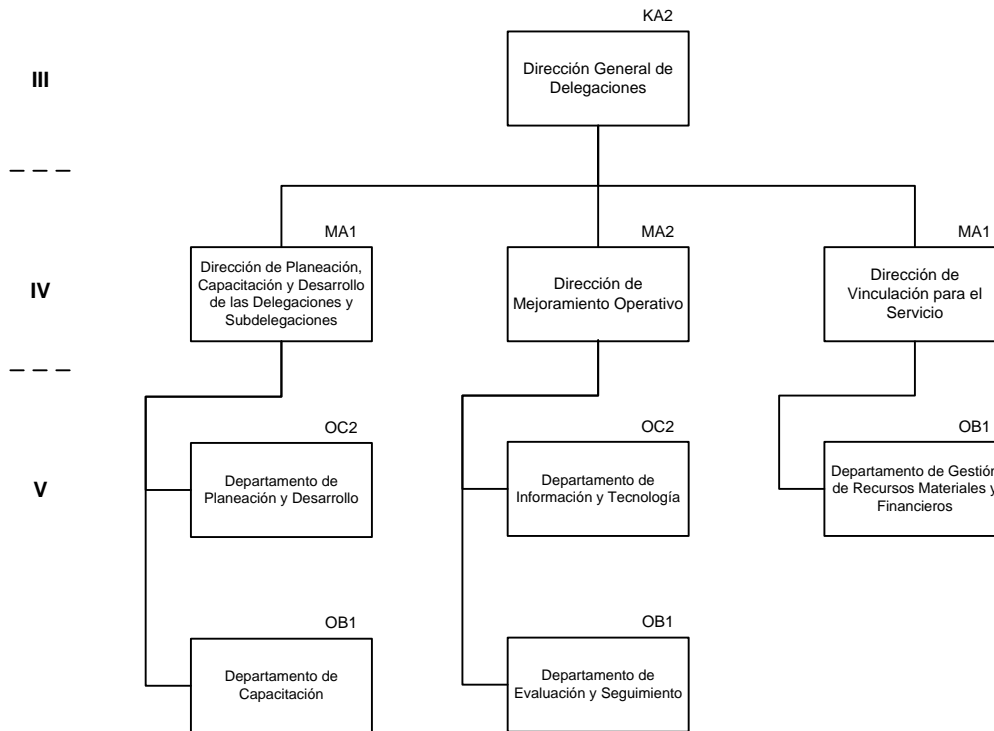 KA2
III
Dirección General de
Delegaciones
MA1
MA2
MA1
IV
Dirección de Planeación,
Capacitación y Desarrollo
de las Delegaciones y
Subdelegaciones
Dirección de
Mejoramiento Operativo
Dirección de
Vinculación para el
Servicio
OC2
OC2
OB1
V
Departamento de
Planeación y Desarrollo
Departamento de
Información y Tecnología
Departamento de Gestión
de Recursos Materiales y
Financieros
OB1
OB1
Departamento de
Capacitación
Departamento de
Evaluación y Seguimiento